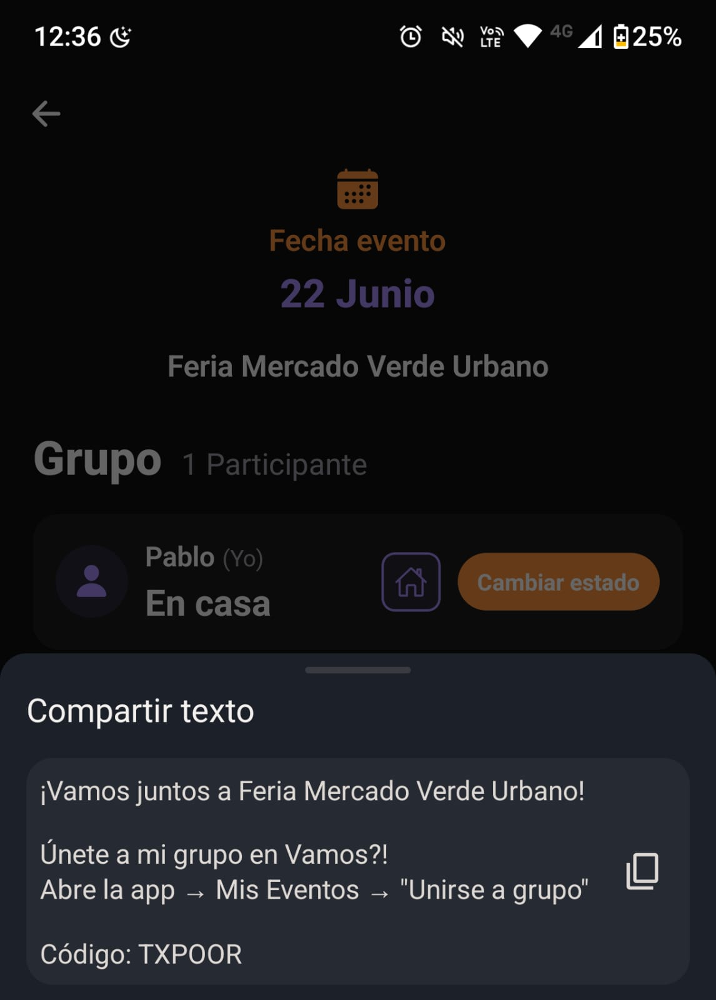 12:36
Vo LTE
4G
25%
Fecha evento
22 Junio
Feria Mercado Verde Urbano
Grupo 1 Participante
Pablo (Yo)
En casa
Cambiar estado
Compartir texto
¡Vamos juntos a Feria Mercado Verde Urbano!
Únete a mi grupo en Vamos?!
Abre la app → Mis Eventos → "Unirse a grupo"
Código: TXPOOR